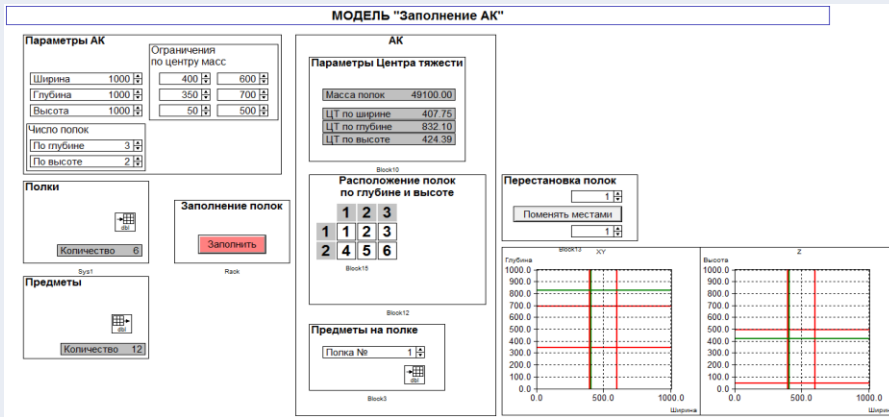 МОДЕЛЬ "Заполнение АК"
Параметры АК
Ограничения
по центру масс
Ширина 1000
400 600
Глубина 1000
350 700
Высота 1000
50 500
Число полок
По глубине 3
По высоте 2
Полки
dbl
Количество 6
Sys1
Предметы
dbl
Количество 12
Заполнение полок
Заполнить
Rack
АК
Параметры Центра тяжести
Масса полок 49100.00
ЦТ по ширине 407.75
ЦТ по глубине 832.10
ЦТ по высоте 424.39
Block10
Расположение полок
по глубине и высоте
1 2 3
1 1 2 3
2 4 5 6
Block15
Block12
Предметы на полке
Полка № 1
dbl
Block3
Перестановка полок
1
Поменять местами
1
Block13
XY
Глубина
1000.0
900.0
800.0
700.0
600.0
500.0
400.0
300.0
200.0
100.0
0.0
0.0 500.0 1000.0
Ширина
Z
Высота
1000.0
900.0
800.0
700.0
600.0
500.0
400.0
300.0
200.0
100.0
0.0
0.0 500.0 1000.0